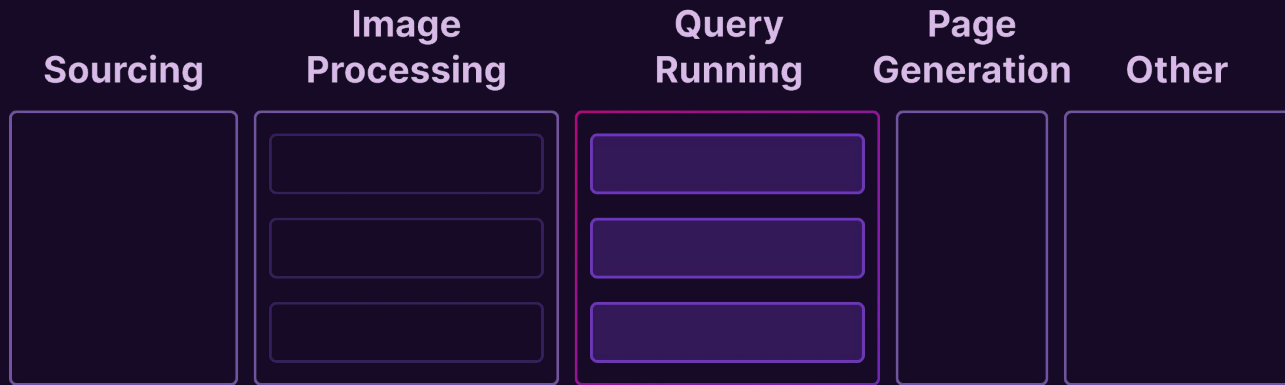 Sourcing
Image
Processing
Query
Running
Page
Generation
Other